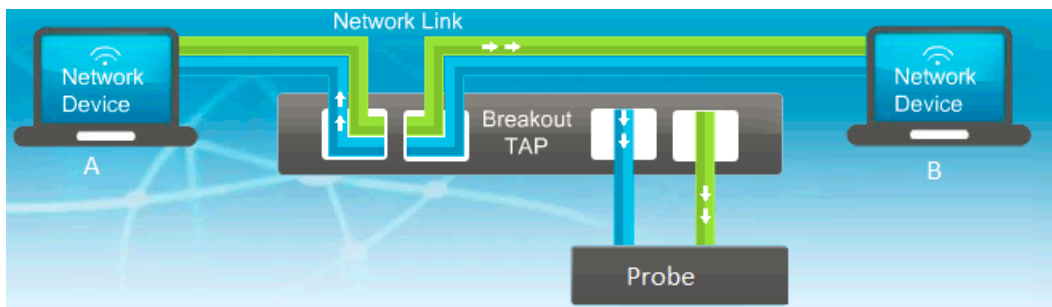 Network Link
Network
Device
A
Breakout
TAP
Network
Device
B
Probe